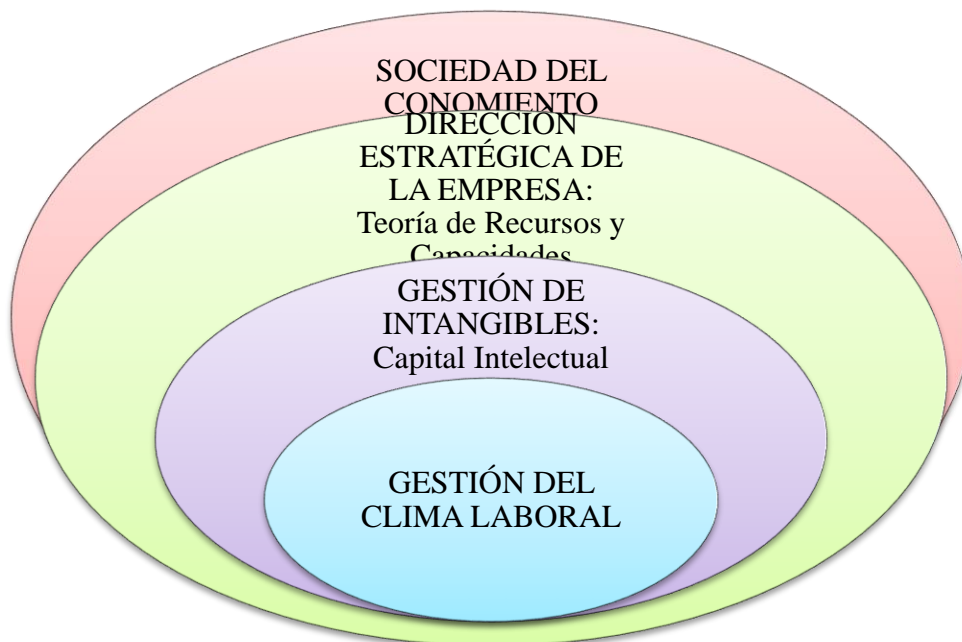 SOCIEDAD DEL
CONOMIENTO
DIRECCIÓN
ESTRATÉGICA DE
LA EMPRESA:
Teoría de Recursos y
Capacidades
GESTIÓN DE
INTANGIBLES:
Capital Intelectual
GESTIÓN DEL
CLIMA LABORAL